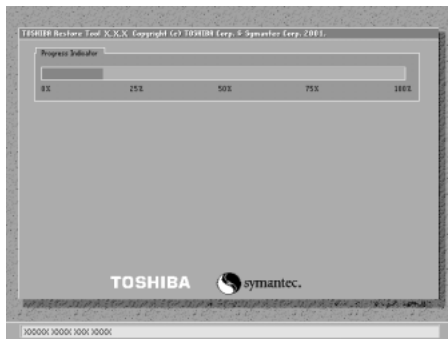 TOSHIBA Restore Tool X.X.X Copyright (c) TOSHIBA Corp. & Symantec Corp. 2001.
Progress Indicator
0% 25% 50% 75% 100%
TOSHIBA symantec.
XXXXX XXXX XXX XXXX